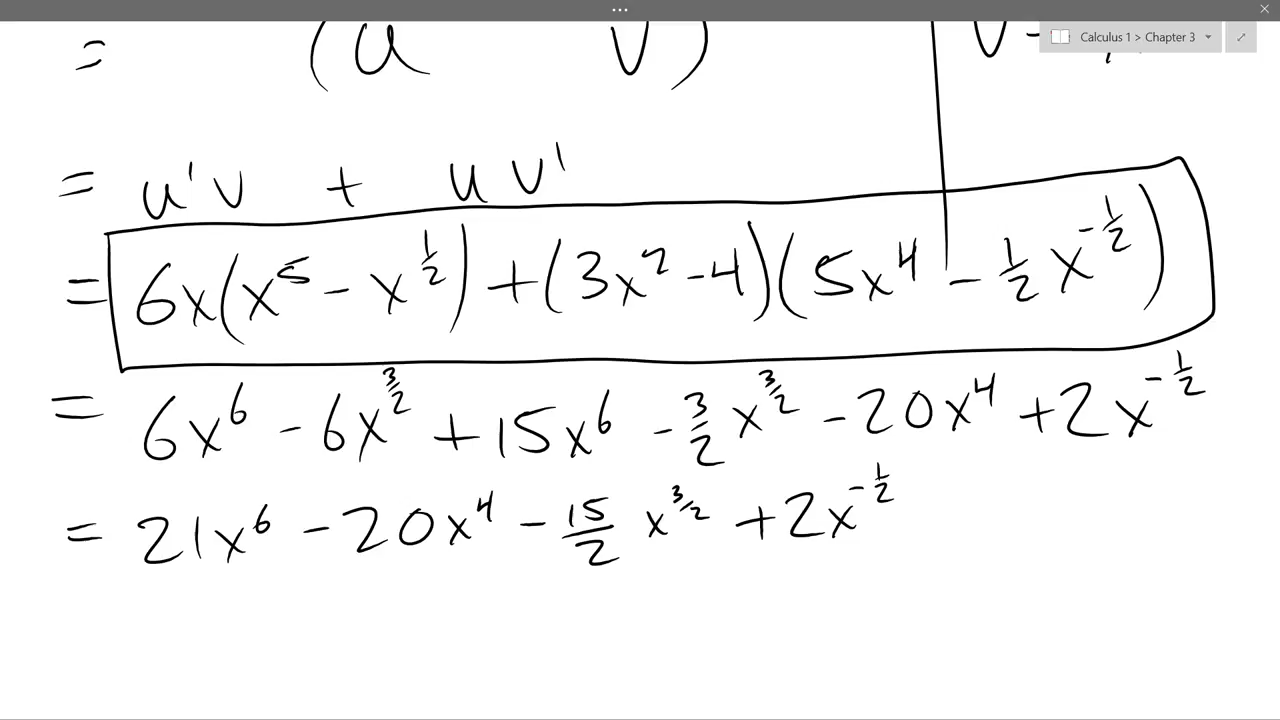 Calculus 1 > Chapter 3
= (u v)
= u'v + uv'
= 6x(x^5 - x^{1/2}) + (3x^2 - 4)(5x^4 - 1/2 x^{-1/2})
= 6x^6 - 6x^{3/2} + 15x^6 - 3/2 x^{3/2} - 20x^4 + 2x^{-1/2}
= 21x^6 - 20x^4 - 15/2 x^{3/2} + 2x^{-1/2}